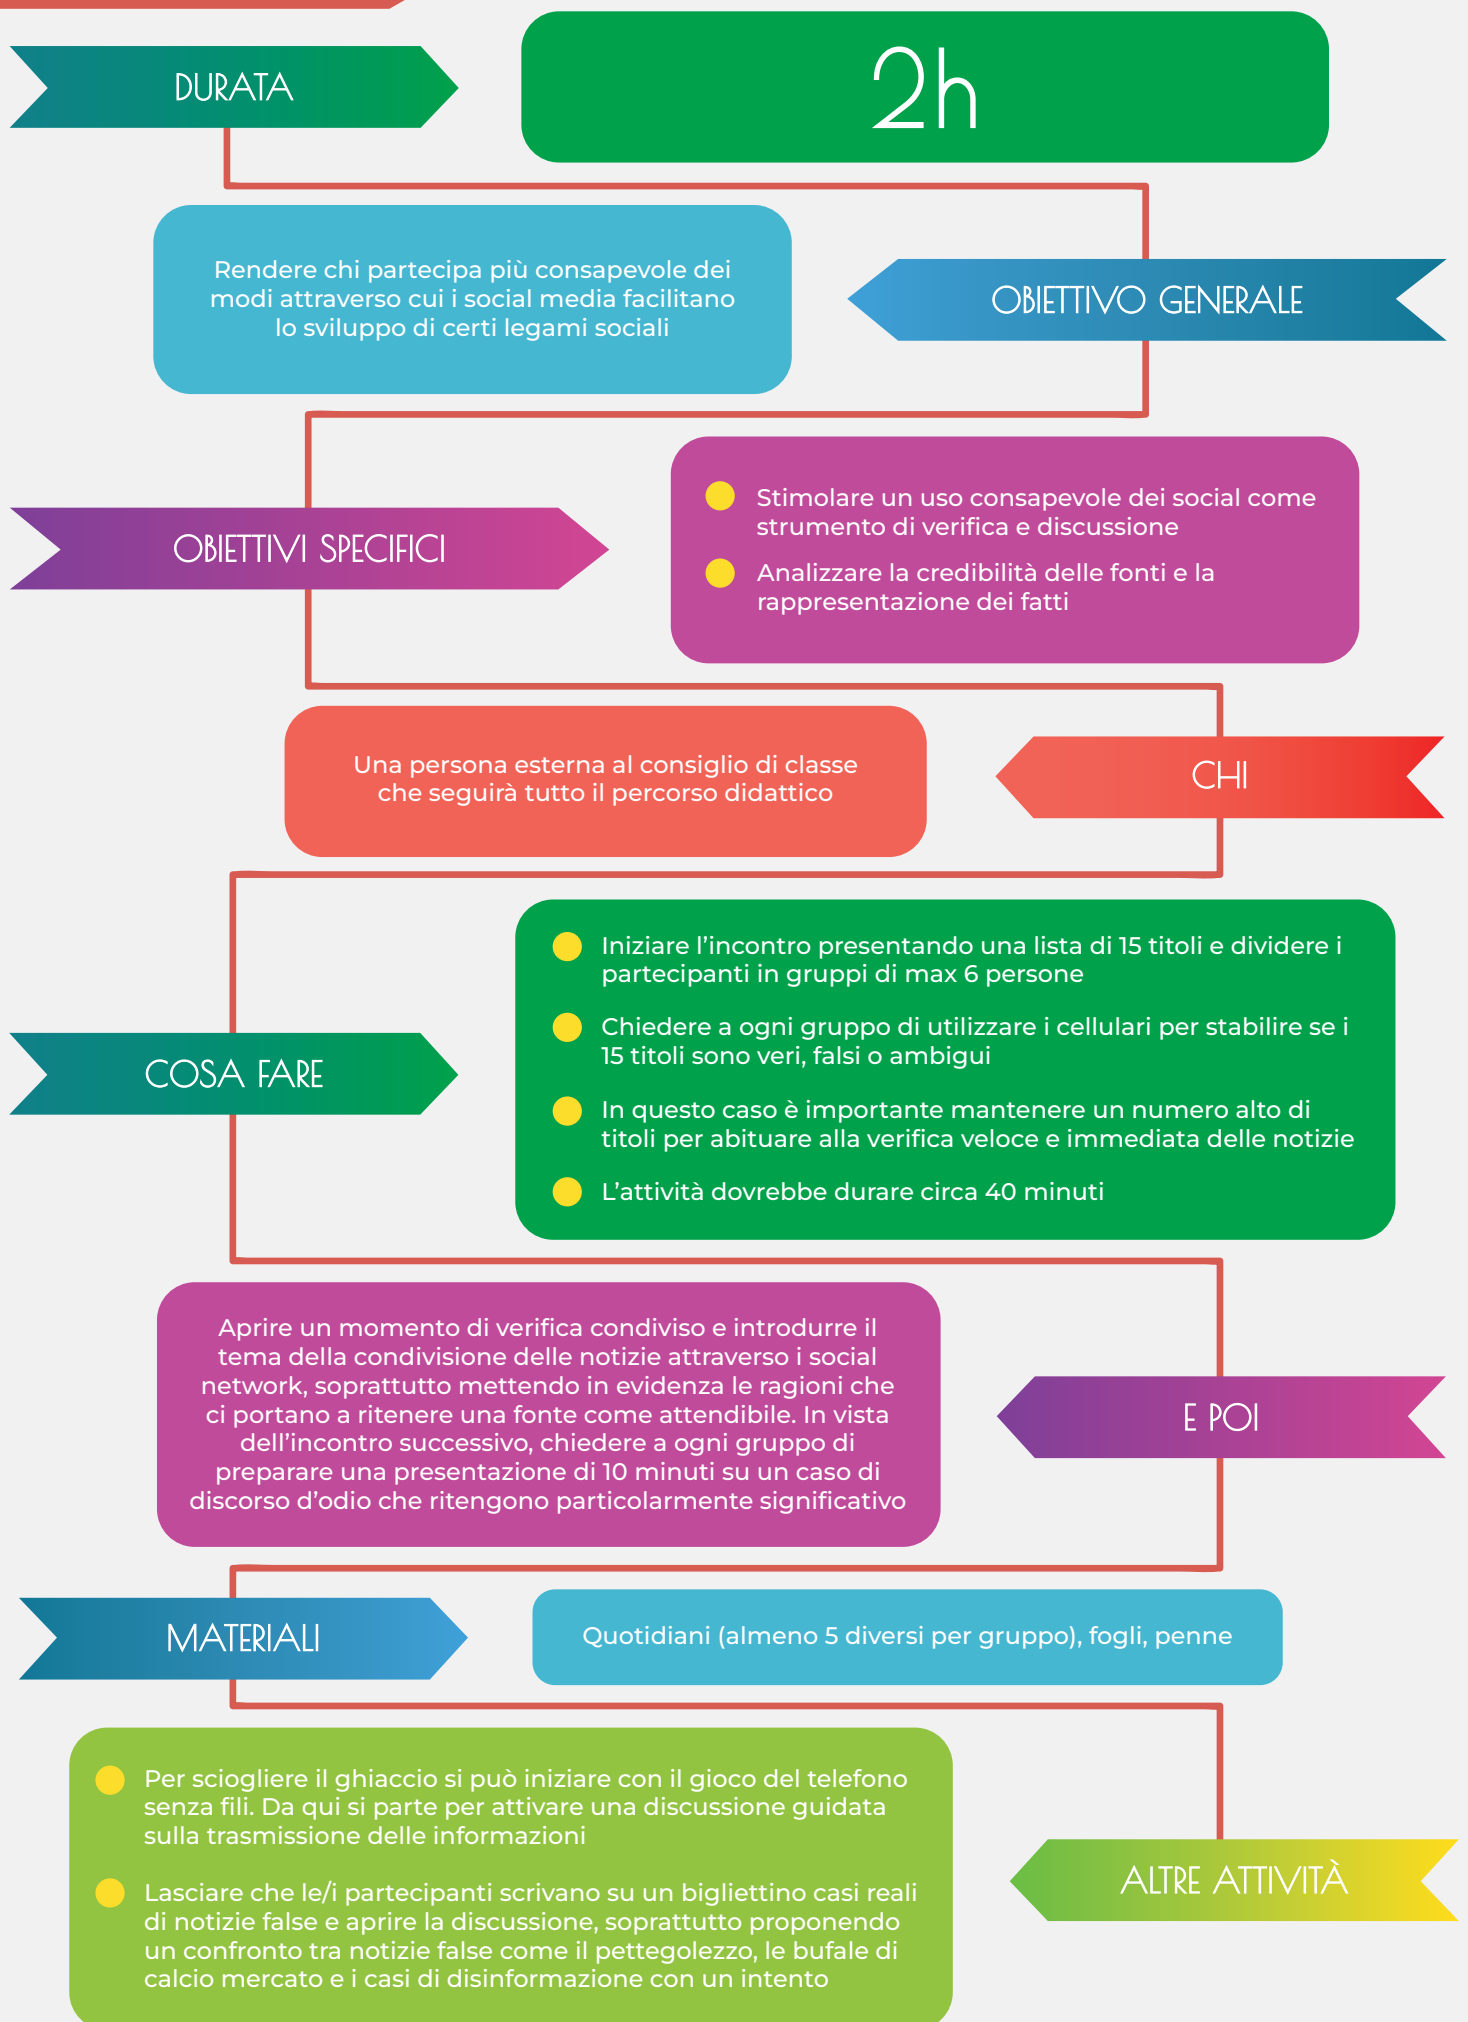 DURATA
2h
Rendere chi partecipa più consapevole dei
modi attraverso cui i social media facilitano
lo sviluppo di certi legami sociali
OBIETTIVO GENERALE
OBIETTIVI SPECIFICI
Stimolare un uso consapevole dei social come
strumento di verifica e discussione
Analizzare la credibilità delle fonti e la
rappresentazione dei fatti
Una persona esterna al consiglio di classe
che seguirà tutto il percorso didattico
CHI
COSA FARE
Iniziare l’incontro presentando una lista di 15 titoli e dividere i
partecipanti in gruppi di max 6 persone
Chiedere a ogni gruppo di utilizzare i cellulari per stabilire se i
15 titoli sono veri, falsi o ambigui
In questo caso è importante mantenere un numero alto di
titoli per abituare alla verifica veloce e immediata delle notizie
L’attività dovrebbe durare circa 40 minuti
Aprire un momento di verifica condiviso e introdurre il
tema della condivisione delle notizie attraverso i social
network, soprattutto mettendo in evidenza le ragioni che
ci portano a ritenere una fonte come attendibile. In vista
dell’incontro successivo, chiedere a ogni gruppo di
preparare una presentazione di 10 minuti su un caso di
discorso d’odio che ritengono particolarmente significativo
E POI
MATERIALI
Quotidiani (almeno 5 diversi per gruppo), fogli, penne
Per sciogliere il ghiaccio si può iniziare con il gioco del telefono
senza fili. Da qui si parte per attivare una discussione guidata
sulla trasmissione delle informazioni
Lasciare che le/i partecipanti scrivano su un bigliettino casi reali
di notizie false e aprire la discussione, soprattutto proponendo
un confronto tra notizie false come il pettegolezzo, le bufale di
calcio mercato e i casi di disinformazione con un intento
ALTRE ATTIVITÀ